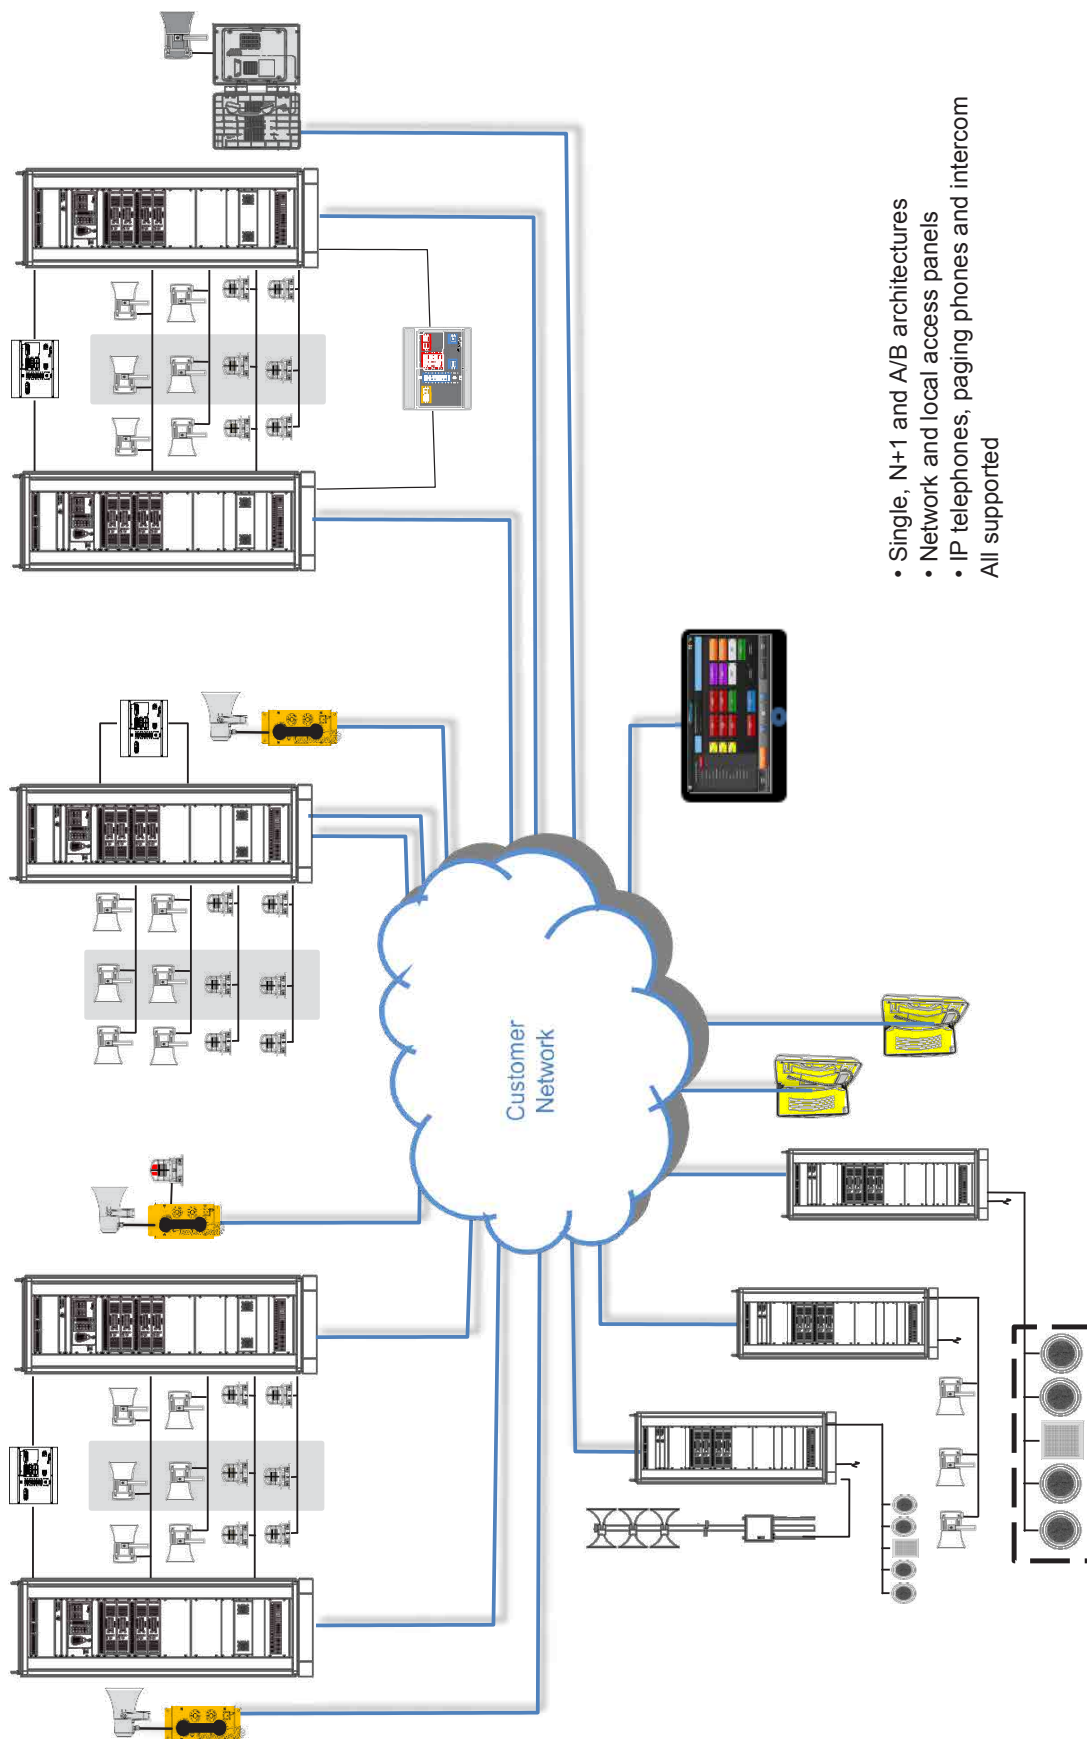 • Single, N+1 and A/B architectures
• Network and local access panels
• IP telephones, paging phones and intercom
All supported
Customer
Network